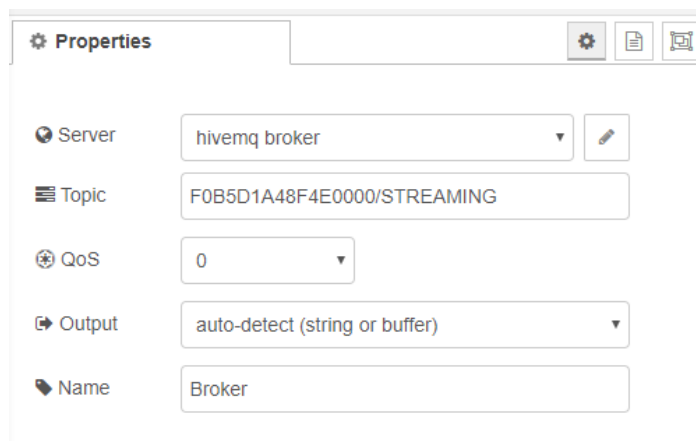 Properties
Server hivemq broker
Topic F0B5D1A48F4E0000/STREAMING
QoS 0
Output auto-detect (string or buffer)
Name Broker